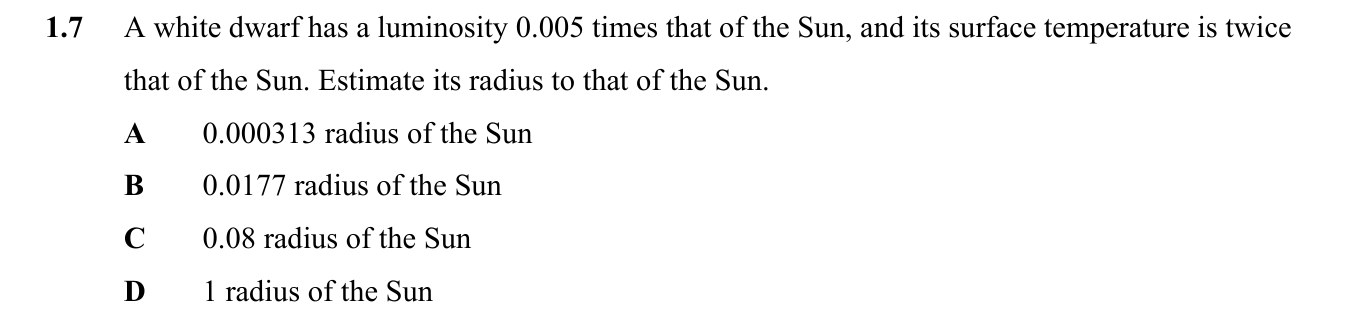 1.7 A white dwarf has a luminosity 0.005 times that of the Sun, and its surface temperature is twice
that of the Sun. Estimate its radius to that of the Sun.
A 0.000313 radius of the Sun
B 0.0177 radius of the Sun
C 0.08 radius of the Sun
D 1 radius of the Sun